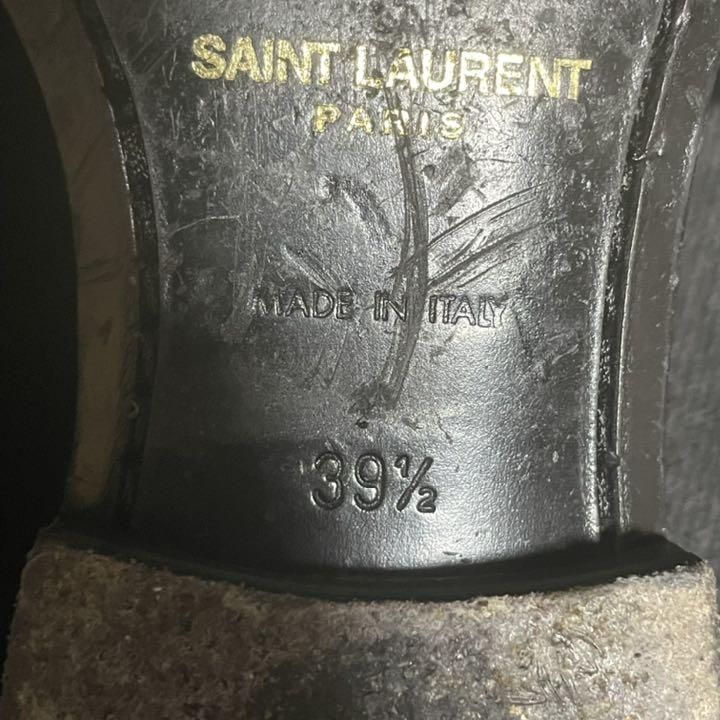 SAINT LAURENT
PARIS
MADE IN ITALY
39½